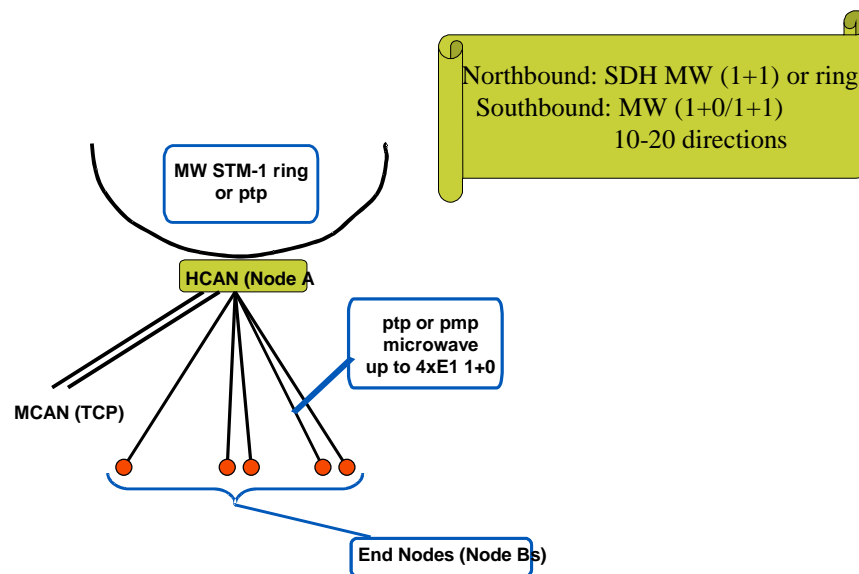 Northbound: SDH MW (1+1) or ring
Southbound: MW (1+0/1+1)
10-20 directions
MW STM-1 ring
or ptp
HCAN (Node A
ptp or pmp
microwave
up to 4xE1 1+0
MCAN (TCP)
End Nodes (Node Bs)